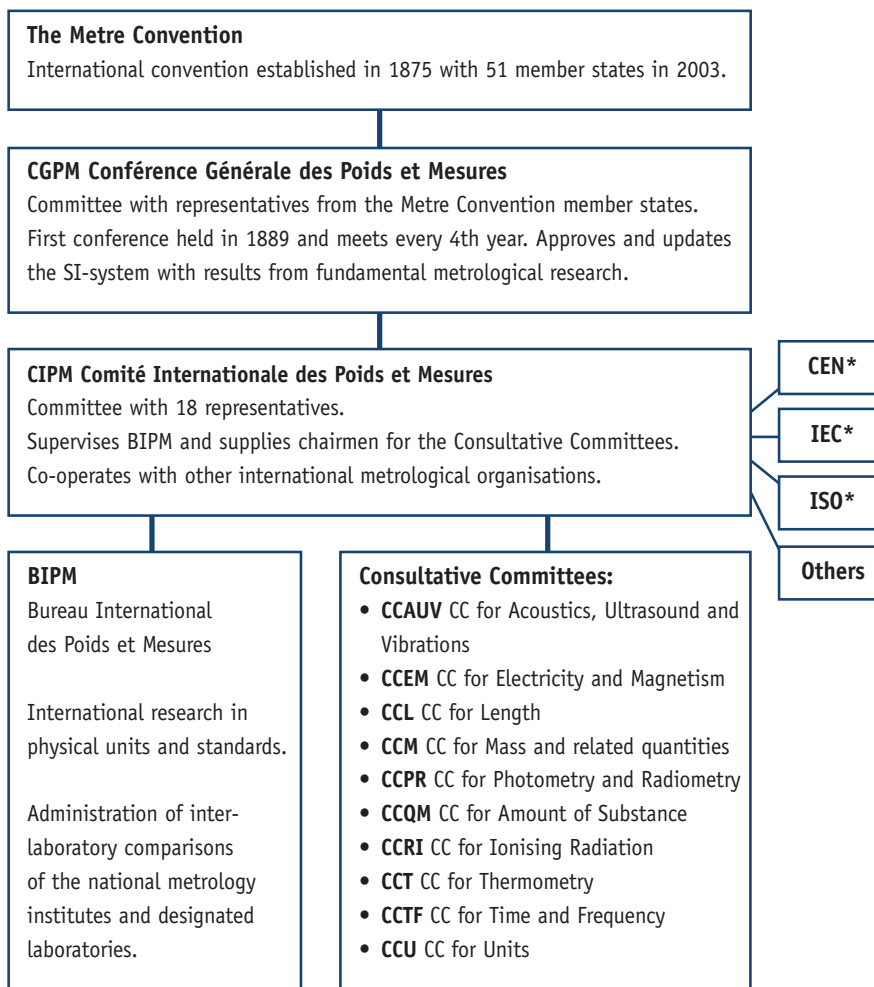 The Metre Convention
International convention established in 1875 with 51 member states in 2003.
CGPM Conférence Générale des Poids et Mesures
Committee with representatives from the Metre Convention member states.
First conference held in 1889 and meets every 4th year. Approves and updates
the SI-system with results from fundamental metrological research.
CIPM Comité Internationale des Poids et Mesures
Committee with 18 representatives.
Supervises BIPM and supplies chairmen for the Consultative Committees.
Co-operates with other international metrological organisations.
CEN*
IEC*
ISO*
Others
BIPM
Bureau International
des Poids et Mesures
International research in
physical units and standards.
Administration of inter-
laboratory comparisons
of the national metrology
institutes and designated
laboratories.
Consultative Committees:
• CCAUV CC for Acoustics, Ultrasound and
Vibrations
• CCEM CC for Electricity and Magnetism
• CCL CC for Length
• CCM CC for Mass and related quantities
• CCPR CC for Photometry and Radiometry
• CCQM CC for Amount of Substance
• CCRI CC for Ionising Radiation
• CCT CC for Thermometry
• CCTF CC for Time and Frequency
• CCU CC for Units